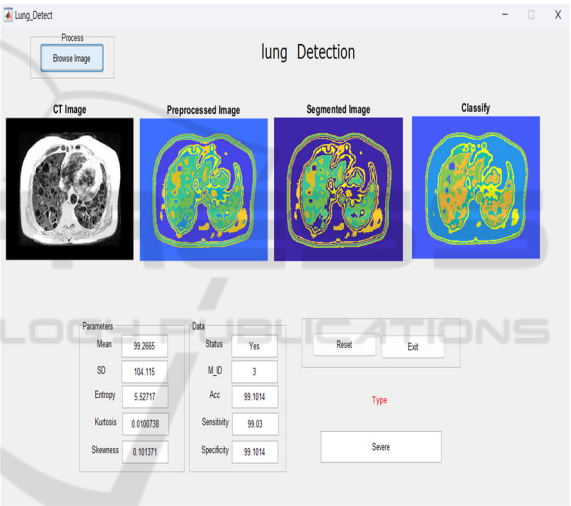 Lung_Detect
Process
Browse Image
lung Detection
CT Image
Preprocessed Image
Segmented Image
Classify
Parameters
Mean 99.2665
SD 104.115
Entropy 5.52717
Kurtosis 0.0100738
Skewness 0.101371
Data
Status Yes
M_ID 3
Acc 99.1014
Sensitivity 99.03
Specificity 99.1014
Reset
Exit
Type
Severe
LOGY PUBLICATIONS